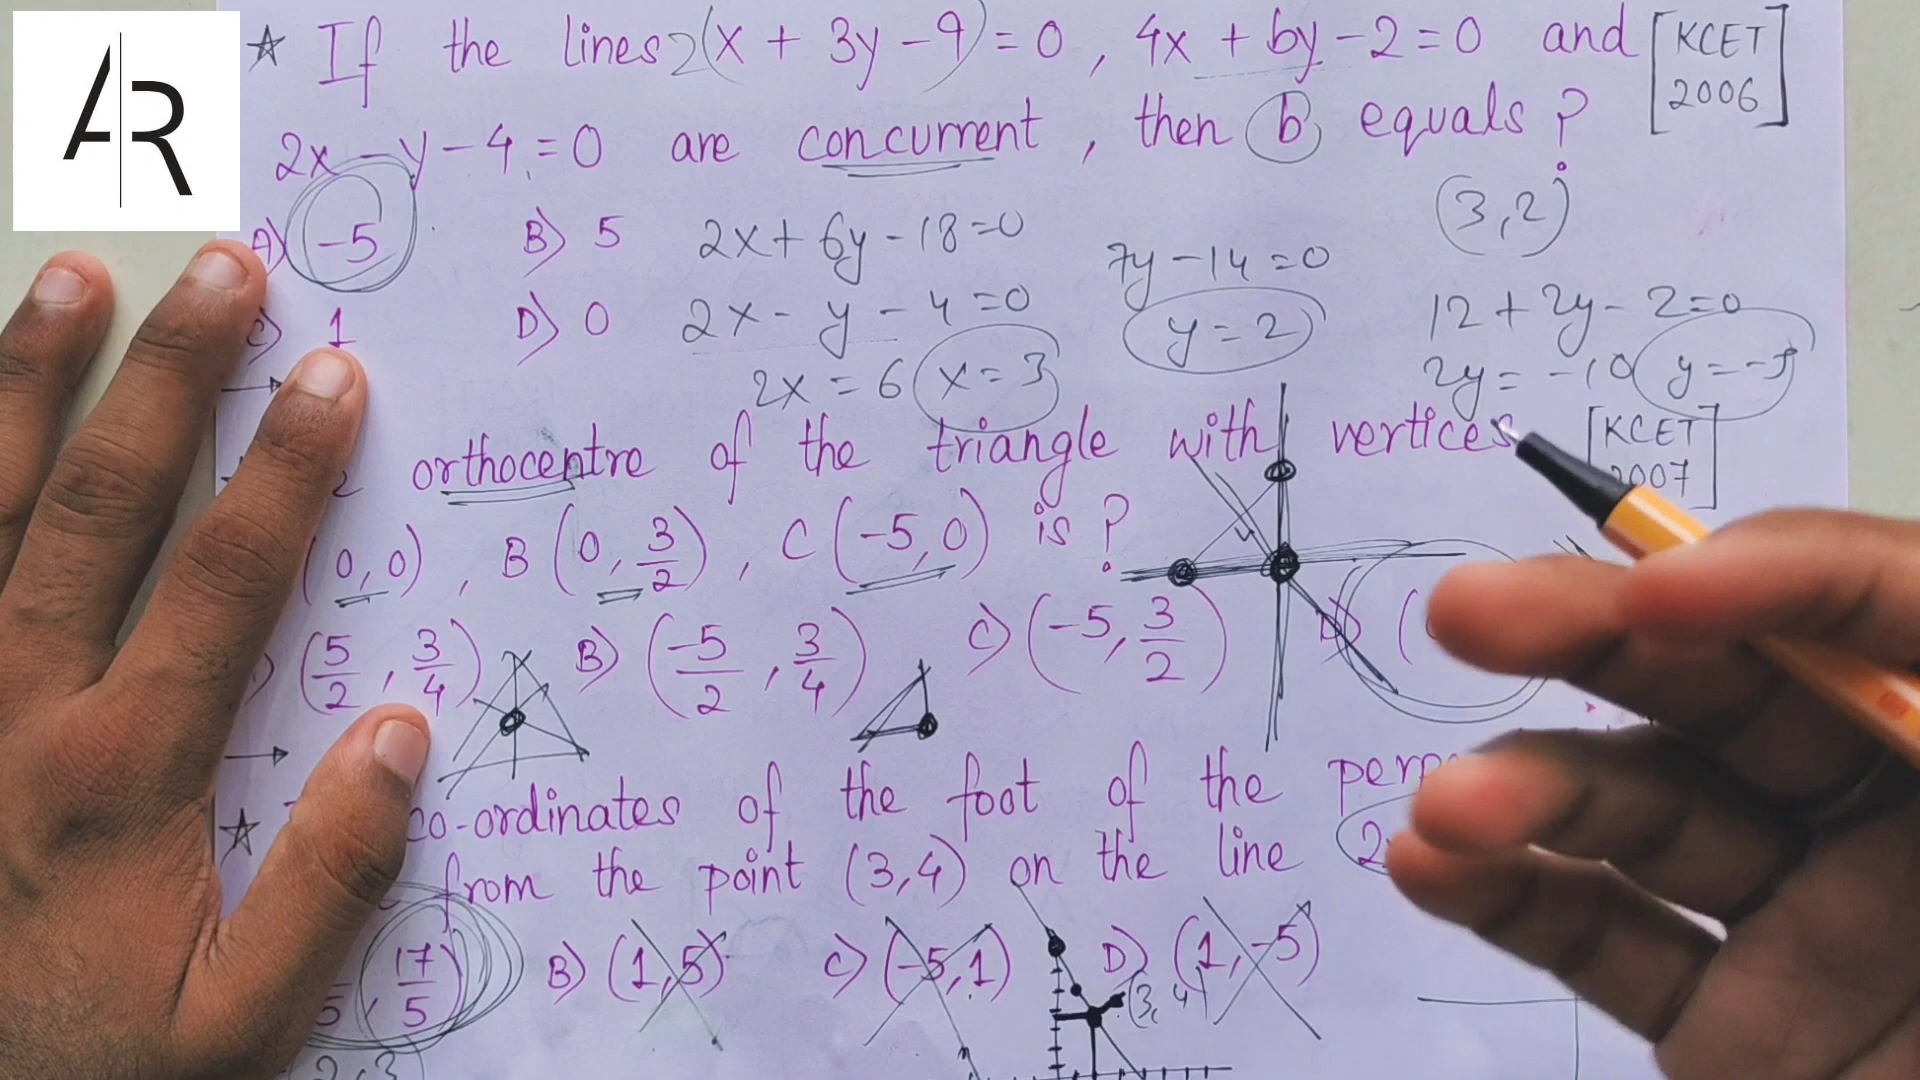 AR
★ If the lines 2(x + 3y - 9) = 0 , 4x + by - 2 = 0 and [KCET 2006]
2x - y - 4 = 0 are concurrent , then b equals ?
A) -5 B) 5
C) 1 D) 0
2x + 6y - 18 = 0
2x - y - 4 = 0
2x = 6 x = 3
7y - 14 = 0
y = 2
(3,2)
12 + 2y - 2 = 0
2y = -10 y = -5
orthocentre of the triangle with vertices [KCET 2007]
(0,0) , B (0, 3/2) , C (-5,0) is ?
(5/2 , 3/4) B) (-5/2 , 3/4) C) (-5, 3/2) D) (
co-ordinates of the foot of the
from the point (3,4) on the line 2
5 , 17/5) B) (1,5) C) (-5,1) D) (1,-5)
(3, 4)